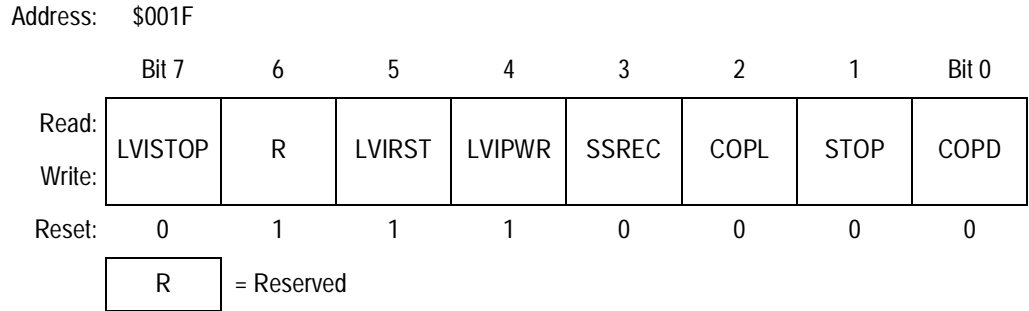 Address: $001F
Bit 7 6 5 4 3 2 1 Bit 0
Read:
LVISTOP R LVIRST LVIPWR SSREC COPL STOP COPD
Write:
Reset: 0 1 1 1 0 0 0 0
R = Reserved